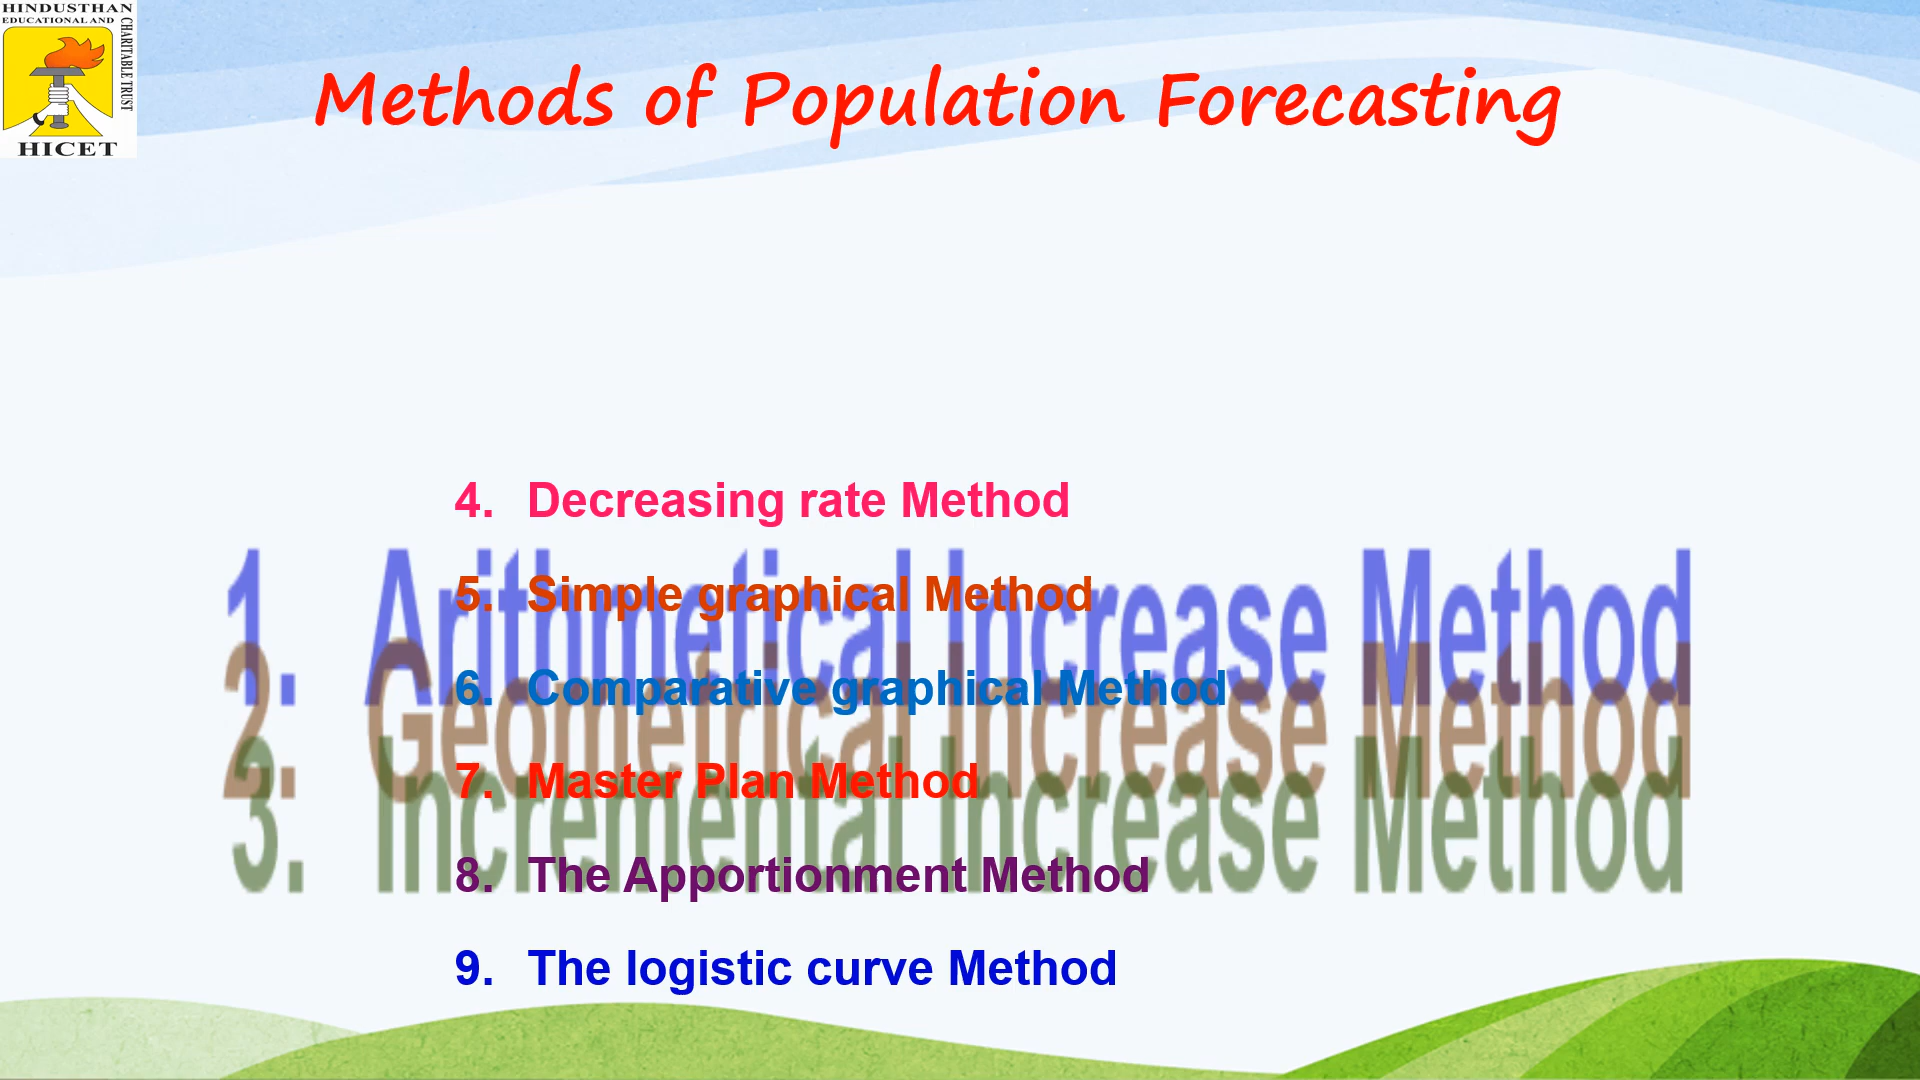 HINDUSTHAN
EDUCATIONAL AND
CHARITABLE TRUST
HICET
Methods of Population Forecasting
1. Arithmetical Increase Method
2. Geometrical Increase Method
3. Incremental Increase Method
4. Decreasing rate Method
5. Simple graphical Method
6. Comparative graphical Method
7. Master Plan Method
8. The Apportionment Method
9. The logistic curve Method